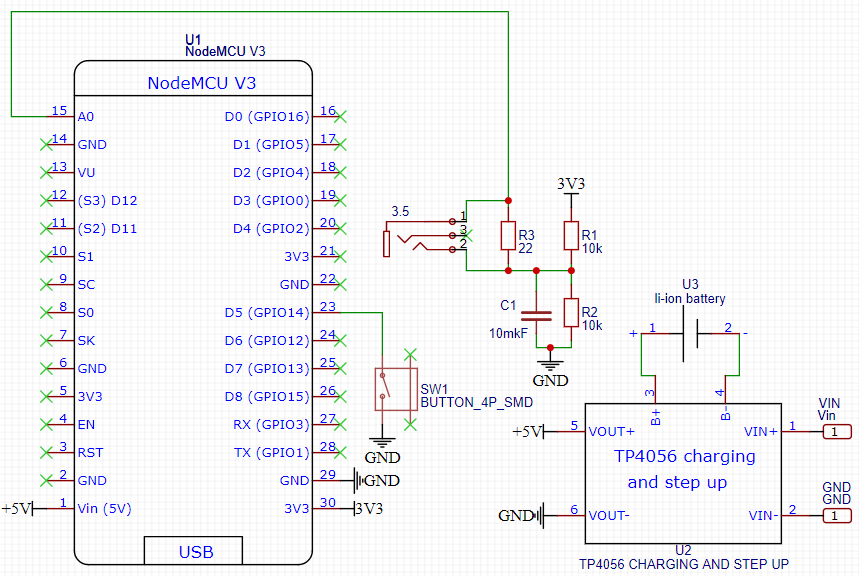 U1
NodeMCU V3
NodeMCU V3
15 A0
14 GND
13 VU
12 (S3) D12
11 (S2) D11
10 S1
9 SC
8 S0
7 SK
6 GND
5 3V3
4 EN
3 RST
2 GND
+5V 1 Vin (5V)
D0 (GPIO16) 16
D1 (GPIO5) 17
D2 (GPIO4) 18
D3 (GPIO0) 19
D4 (GPIO2) 20
3V3 21
GND 22
D5 (GPIO14) 23
D6 (GPIO12) 24
D7 (GPIO13) 25
D8 (GPIO15) 26
RX (GPIO3) 27
TX (GPIO1) 28
GND 29 GND
3V3 30 3V3
USB
3.5
1
3
2
R3
22
3V3
R1
10k
C1
10mkF
R2
10k
GND
SW1
BUTTON_4P_SMD
GND
U3
li-ion battery
+ 1 2 -
3 4
B+ B-
VIN
Vin
+5V 5 VOUT+ VIN+ 1 1
TP4056 charging
and step up
GND
GND
GND 6 VOUT- VIN- 2 1
U2
TP4056 CHARGING AND STEP UP